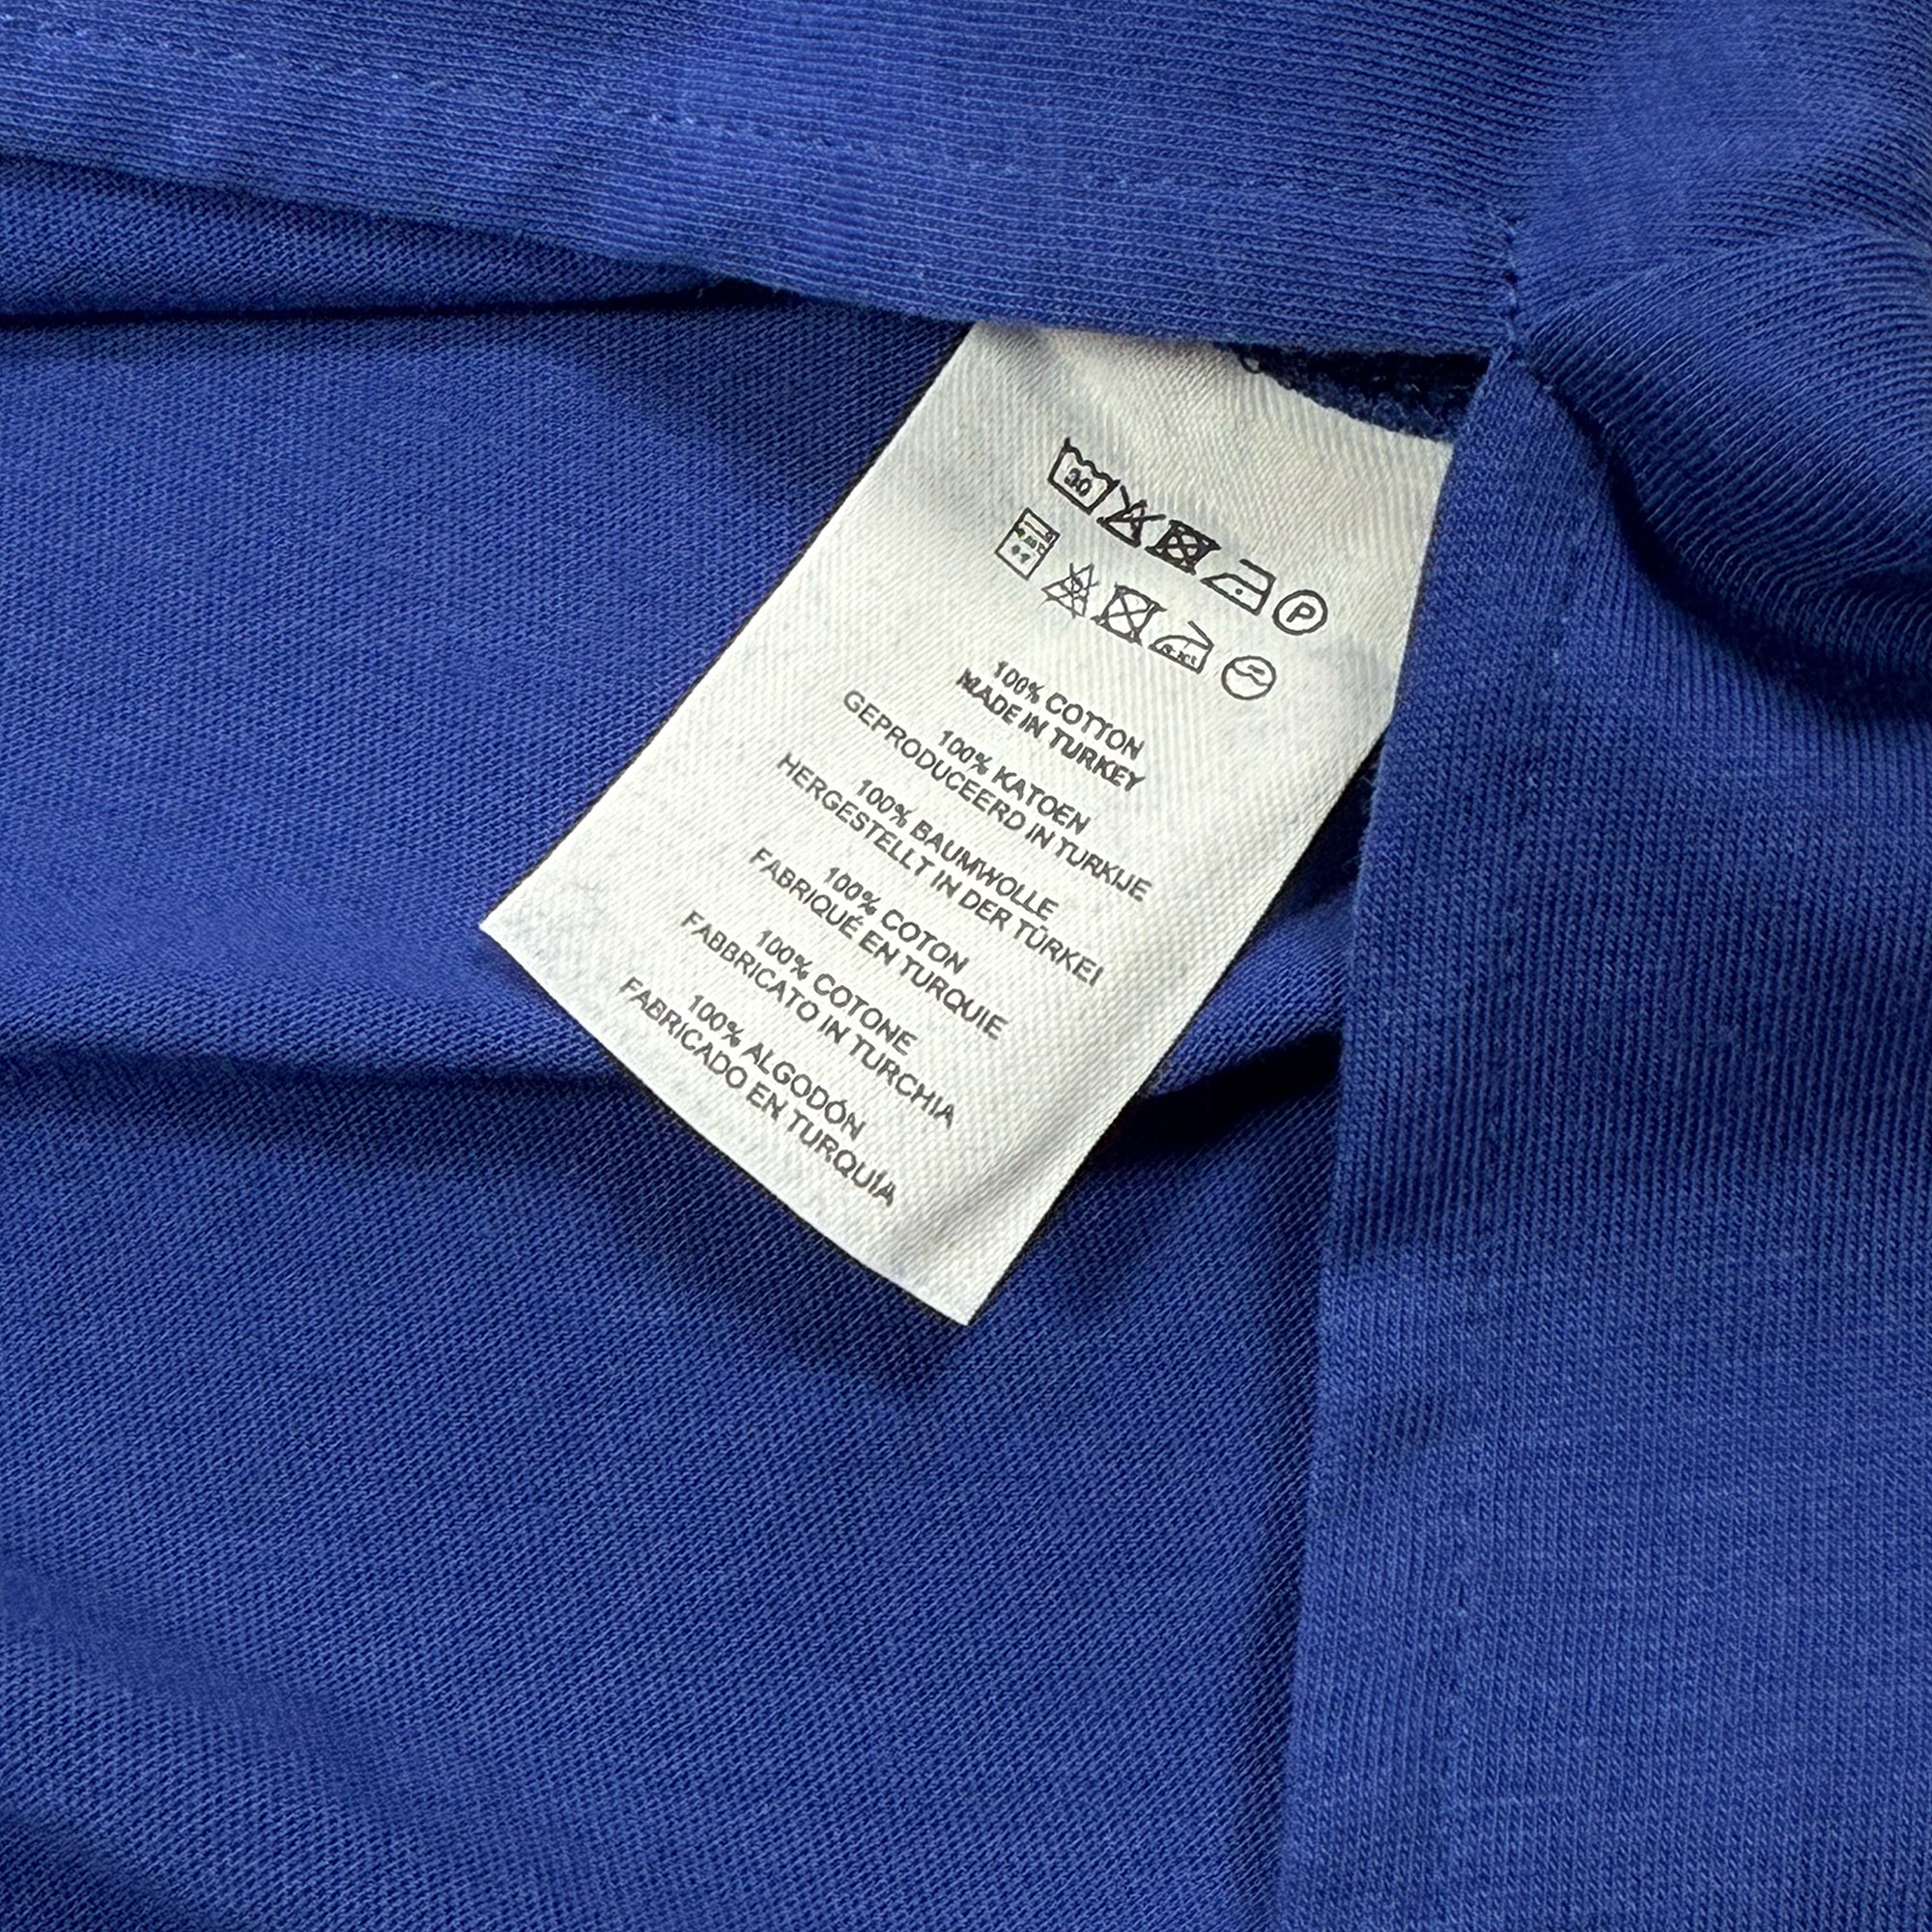 30
P
100% COTTON
MADE IN TURKEY
100% KATOEN
GEPRODUCEERD IN TURKIJE
100% BAUMWOLLE
HERGESTELLT IN DER TÜRKEI
100% COTON
FABRIQUÉ EN TURQUIE
100% COTONE
FABBRICATO IN TURCHIA
100% ALGODÓN
FABRICADO EN TURQUÍA